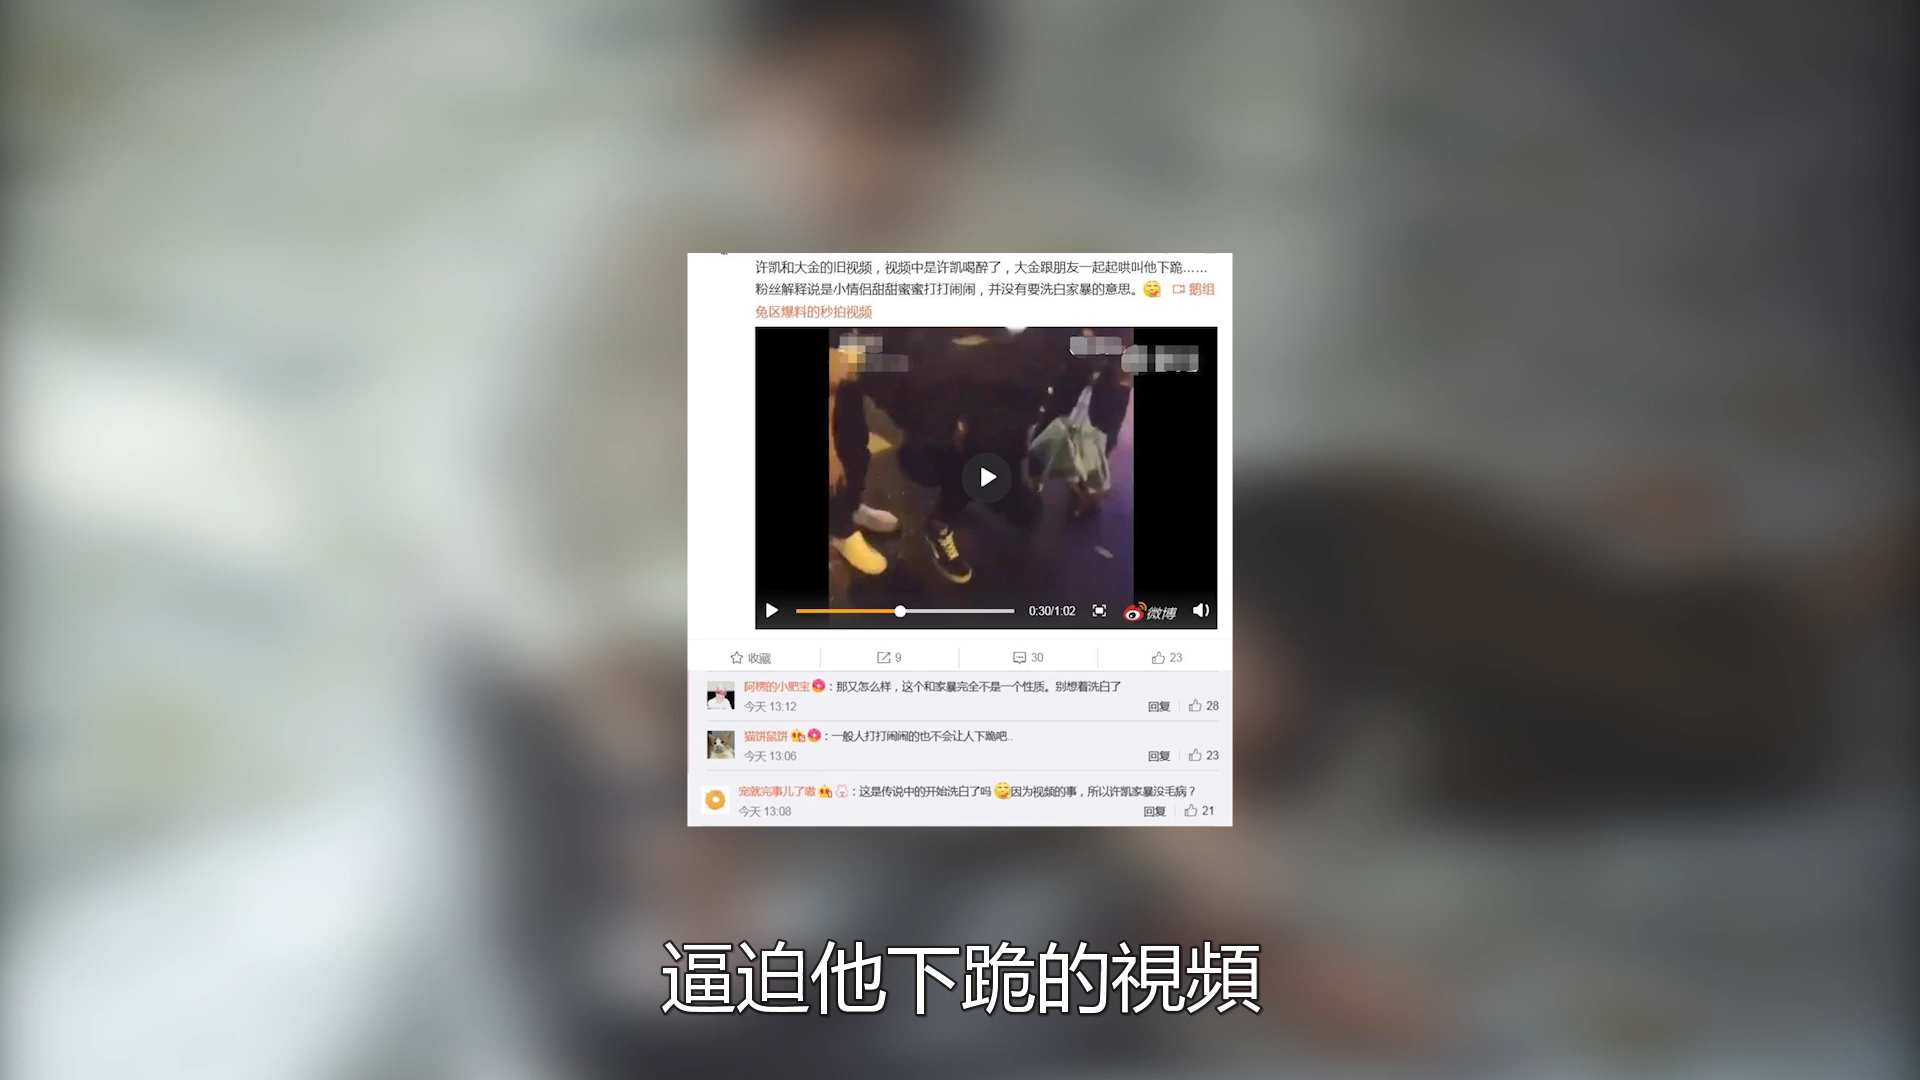 许凯和大金的旧视频，视频中是许凯喝醉了，大金跟朋友一起起哄叫他下跪……
粉丝解释说是小情侣甜甜蜜蜜打打闹闹，并没有要洗白家暴的意思。 鹅组
兔区爆料的秒拍视频
0:30/1:02 微博
收藏 9 30 23
阿楞的小肥宝：那又怎么样，这个和家暴完全不是一个性质。别想着洗白了
今天 13:12 回复 28
猫饼鼠饼：一般人打打闹闹的也不会让人下跪吧..
今天 13:06 回复 23
宠就完事儿了嗷：这是传说中的开始洗白了吗 因为视频的事，所以许凯家暴没毛病？
今天 13:08 回复 21
逼迫他下跪的視頻